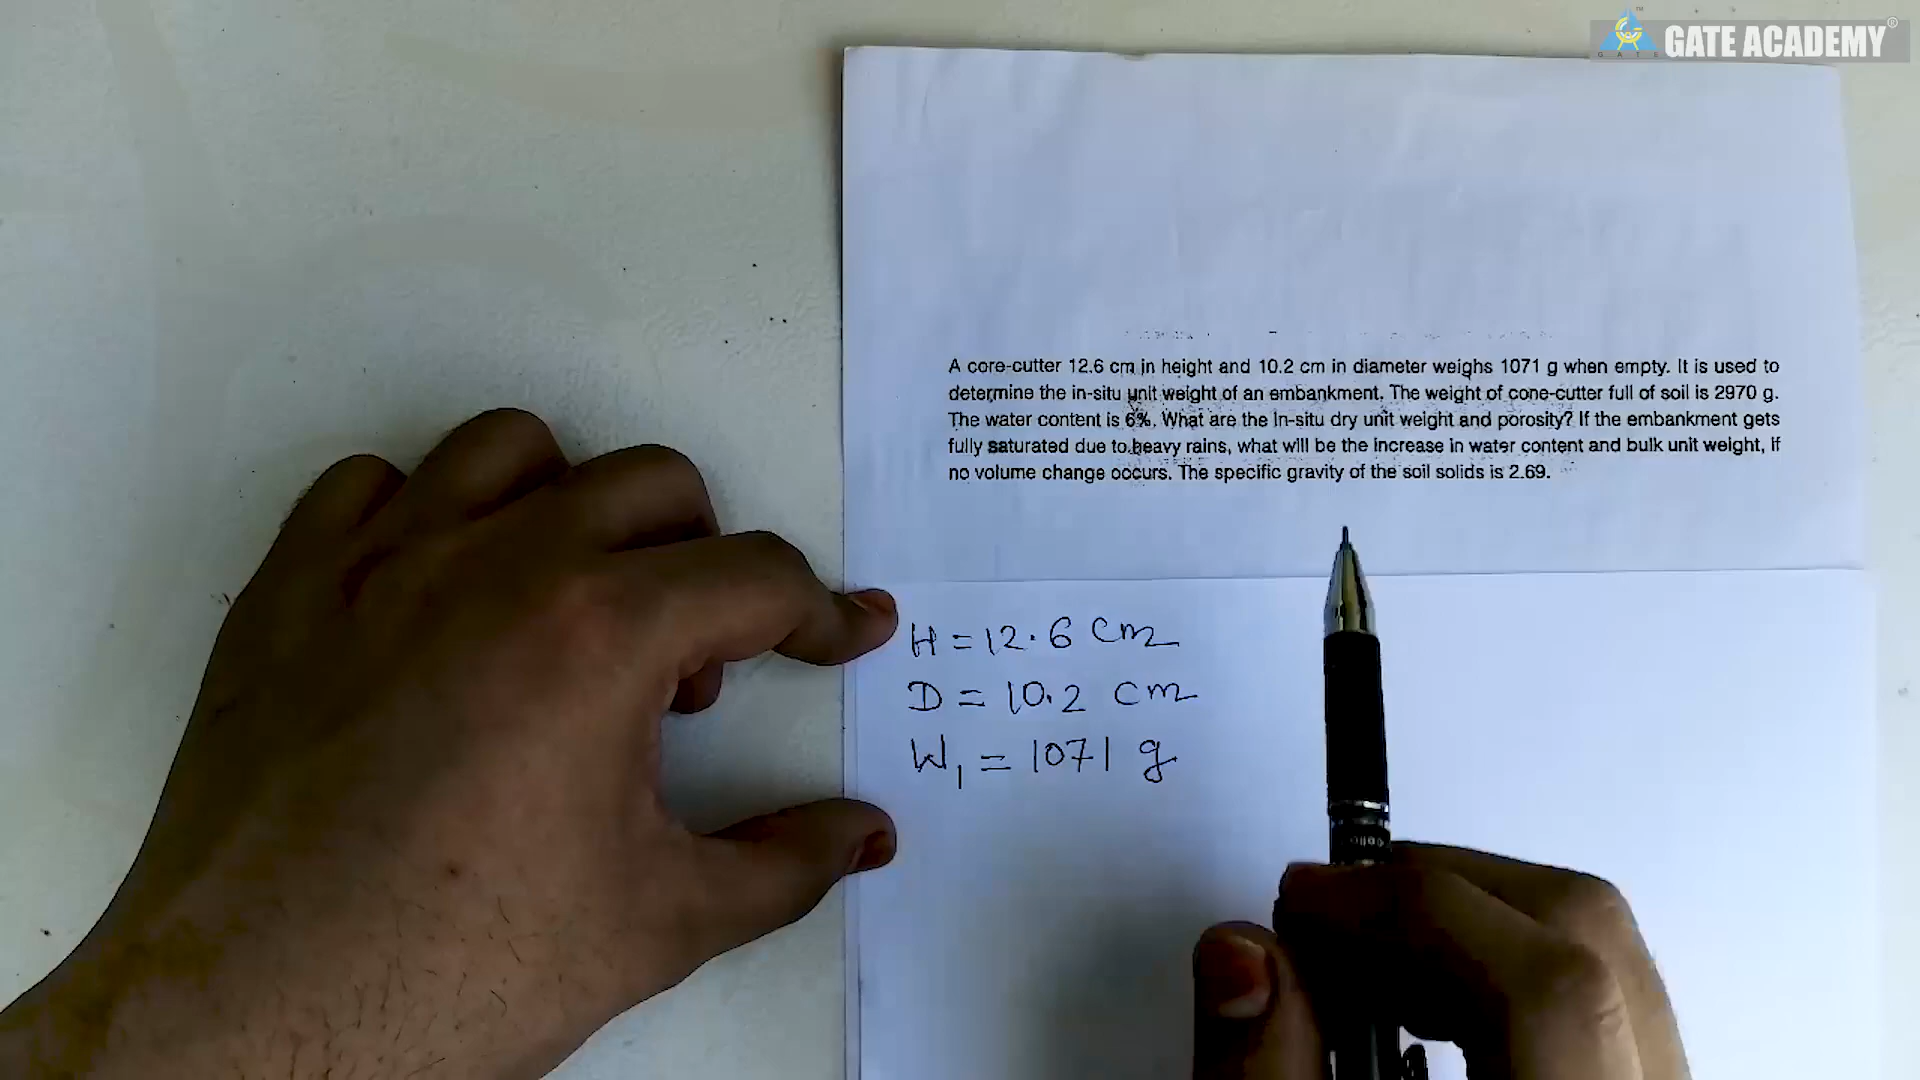 GATE ACADEMY
A core-cutter 12.6 cm in height and 10.2 cm in diameter weighs 1071 g when empty. It is used to
determine the in-situ unit weight of an embankment. The weight of cone-cutter full of soil is 2970 g.
The water content is 6%. What are the in-situ dry unit weight and porosity? If the embankment gets
fully saturated due to heavy rains, what will be the increase in water content and bulk unit weight, if
no volume change occurs. The specific gravity of the soil solids is 2.69.
H = 12.6 cm
D = 10.2 cm
W₁ = 1071 g